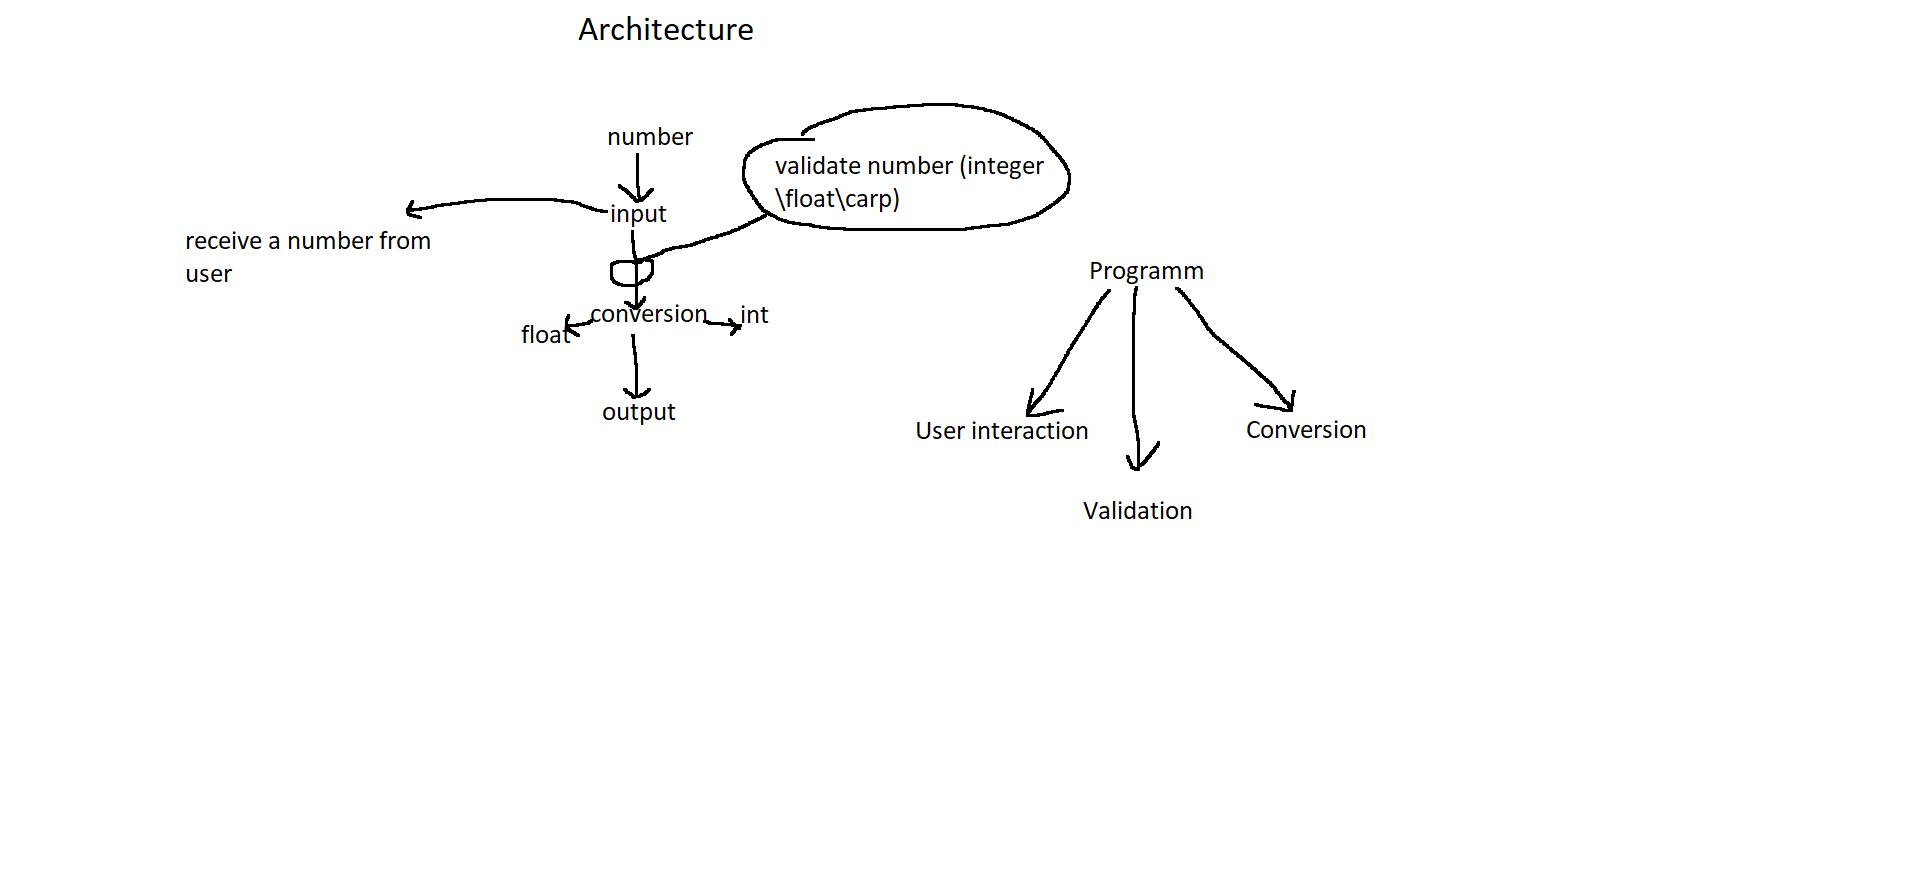 Architecture
number
validate number (integer
\float\carp)
input
receive a number from
user
Programm
conversion
int
float
output
User interaction
Conversion
Validation